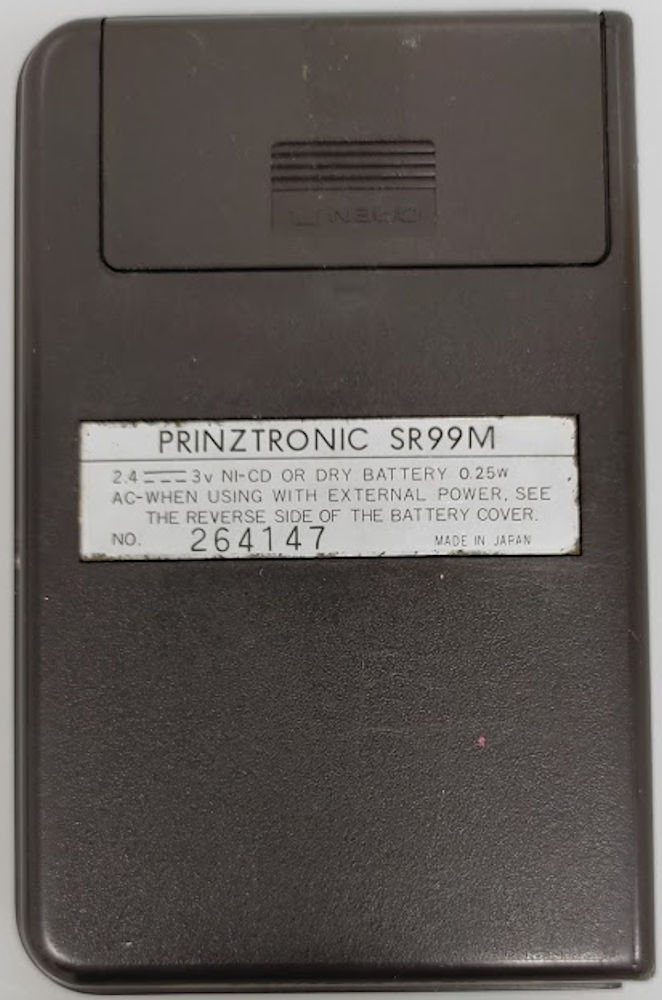 OPEN
PRINZTRONIC SR99M
2.4⎓3v NI-CD OR DRY BATTERY 0.25W
AC-WHEN USING WITH EXTERNAL POWER, SEE
THE REVERSE SIDE OF THE BATTERY COVER.
NO. 264147 MADE IN JAPAN